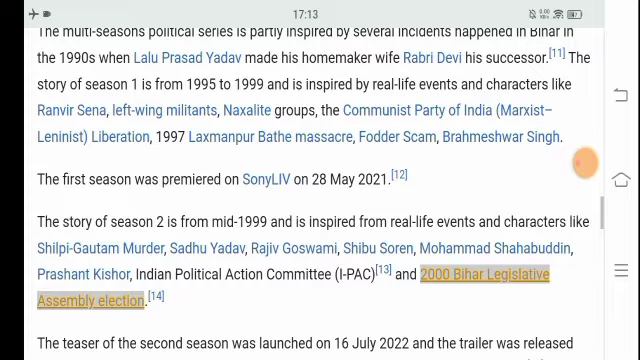 17:13
0.00 KB/s
The multi-seasons political series is partly inspired by several incidents happened in Bihar in
the 1990s when Lalu Prasad Yadav made his homemaker wife Rabri Devi his successor.[11] The
story of season 1 is from 1995 to 1999 and is inspired by real-life events and characters like
Ranvir Sena, left-wing militants, Naxalite groups, the Communist Party of India (Marxist–
Leninist) Liberation, 1997 Laxmanpur Bathe massacre, Fodder Scam, Brahmeshwar Singh.
The first season was premiered on SonyLIV on 28 May 2021.[12]
The story of season 2 is from mid-1999 and is inspired from real-life events and characters like
Shilpi-Gautam Murder, Sadhu Yadav, Rajiv Goswami, Shibu Soren, Mohammad Shahabuddin,
Prashant Kishor, Indian Political Action Committee (I-PAC)[13] and 2000 Bihar Legislative
Assembly election.[14]
The teaser of the second season was launched on 16 July 2022 and the trailer was released